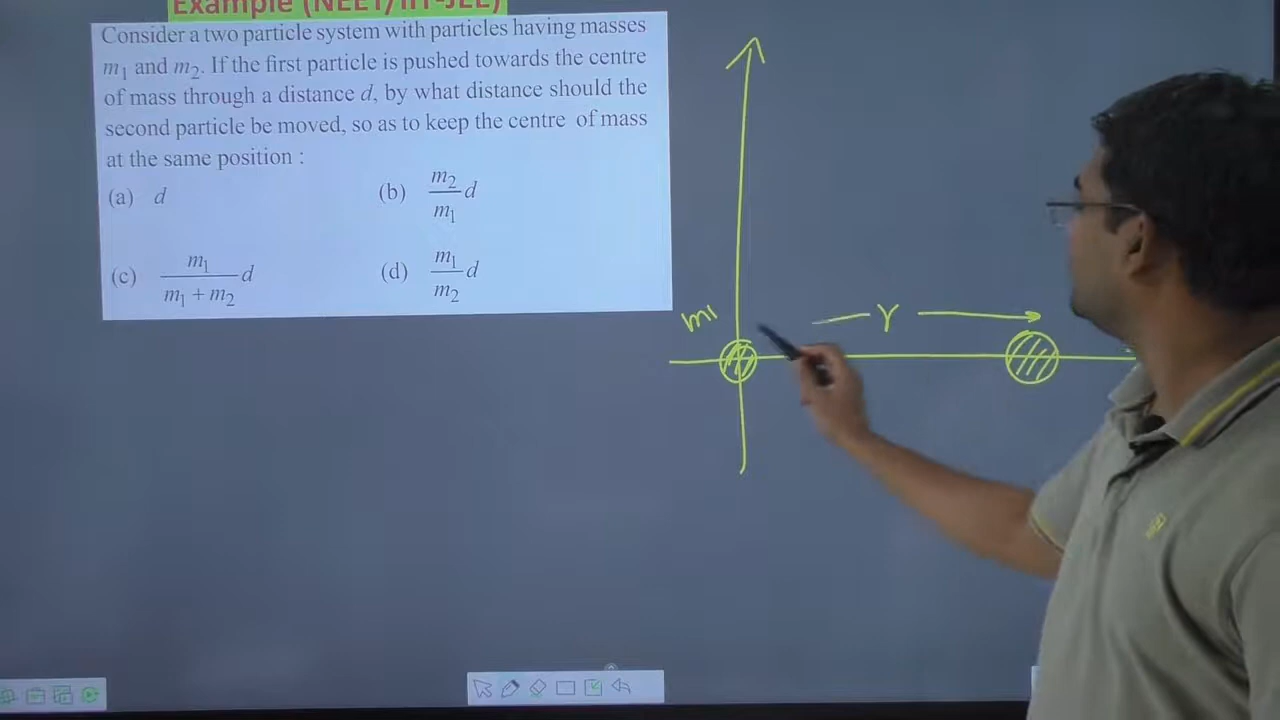 Example (NEET/IIT-JEE)
Consider a two particle system with particles having masses
m₁ and m₂. If the first particle is pushed towards the centre
of mass through a distance d, by what distance should the
second particle be moved, so as to keep the centre of mass
at the same position :
(a) d (b) m₂/m₁ d
(c) m₁/m₁ + m₂ d (d) m₁/m₂ d
m1
r